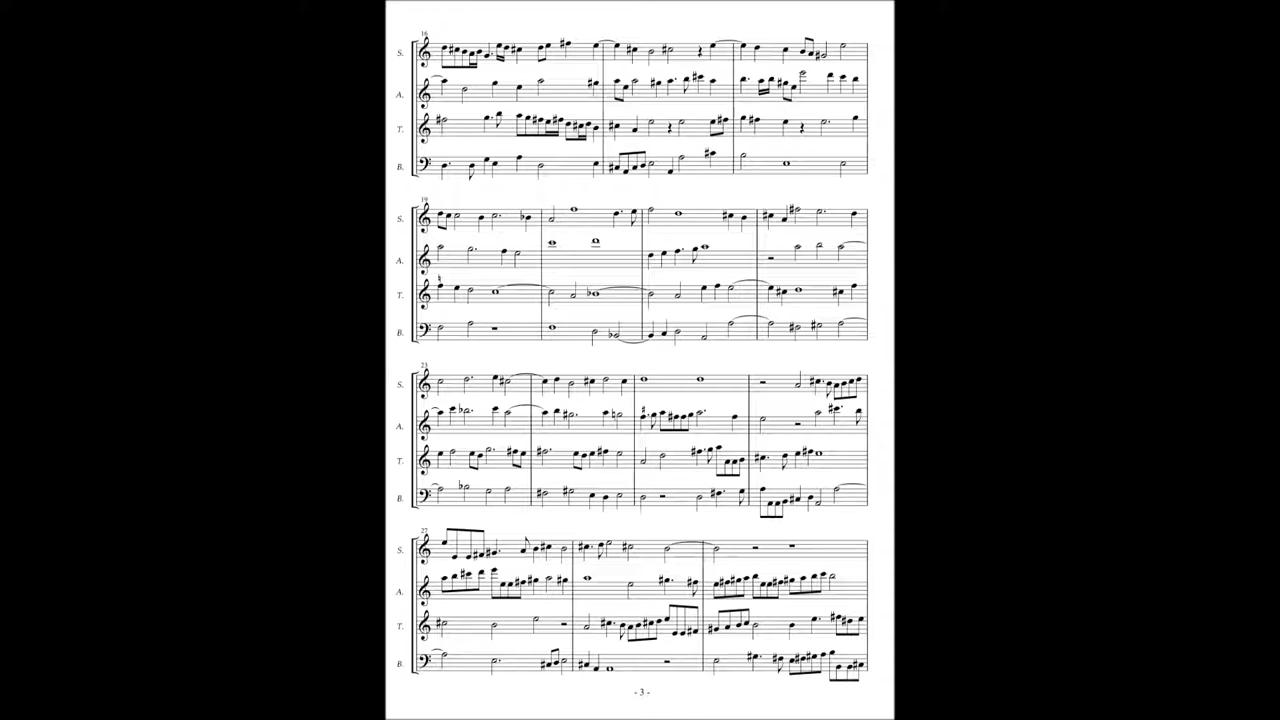 16
S.
A.
T.
B.
19
S.
A.
T.
B.
23
S.
A.
T.
B.
27
S.
A.
T.
B.
- 3 -